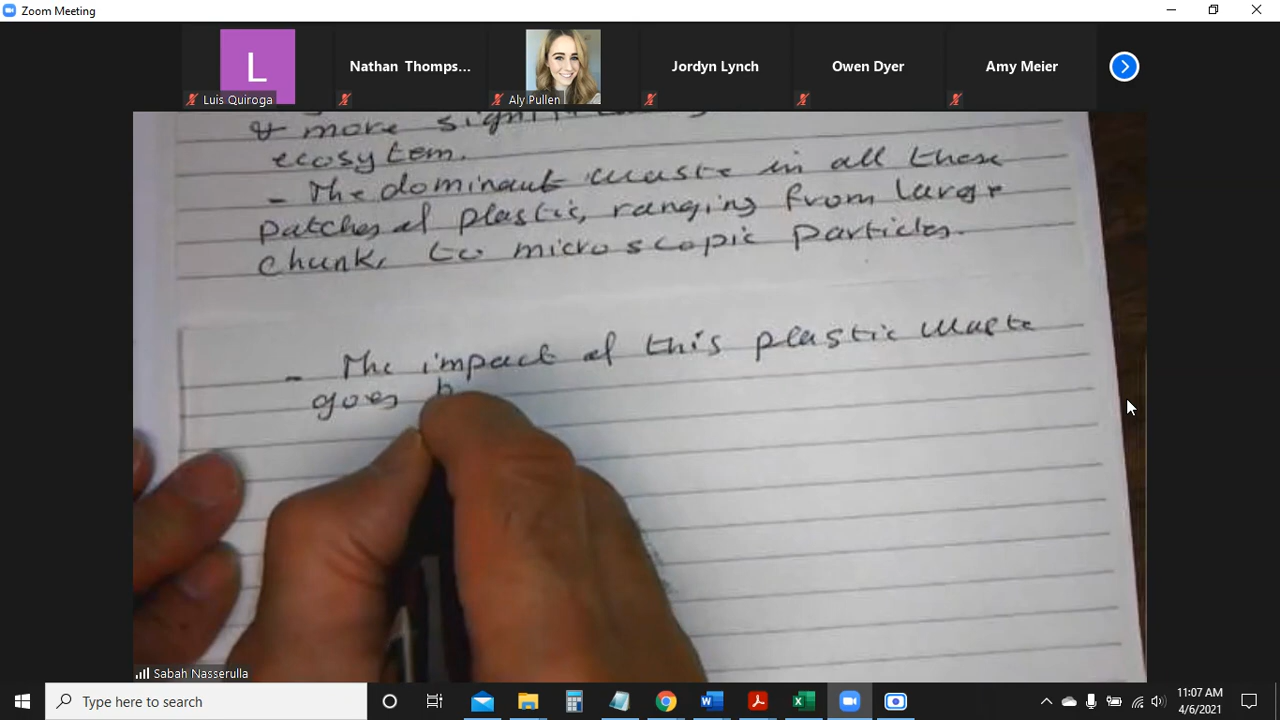 Zoom Meeting
L
Luis Quiroga
Nathan Thomps...
Aly Pullen
Jordyn Lynch
Owen Dyer
Amy Meier
& more
ecosytem.
- The dominant waste in all these
patches of plastic, ranging from large
chunks to microscopic particles.
- The impact of this plastic waste
goes b
Sabah Nasserulla
Type here to search
11:07 AM
4/6/2021